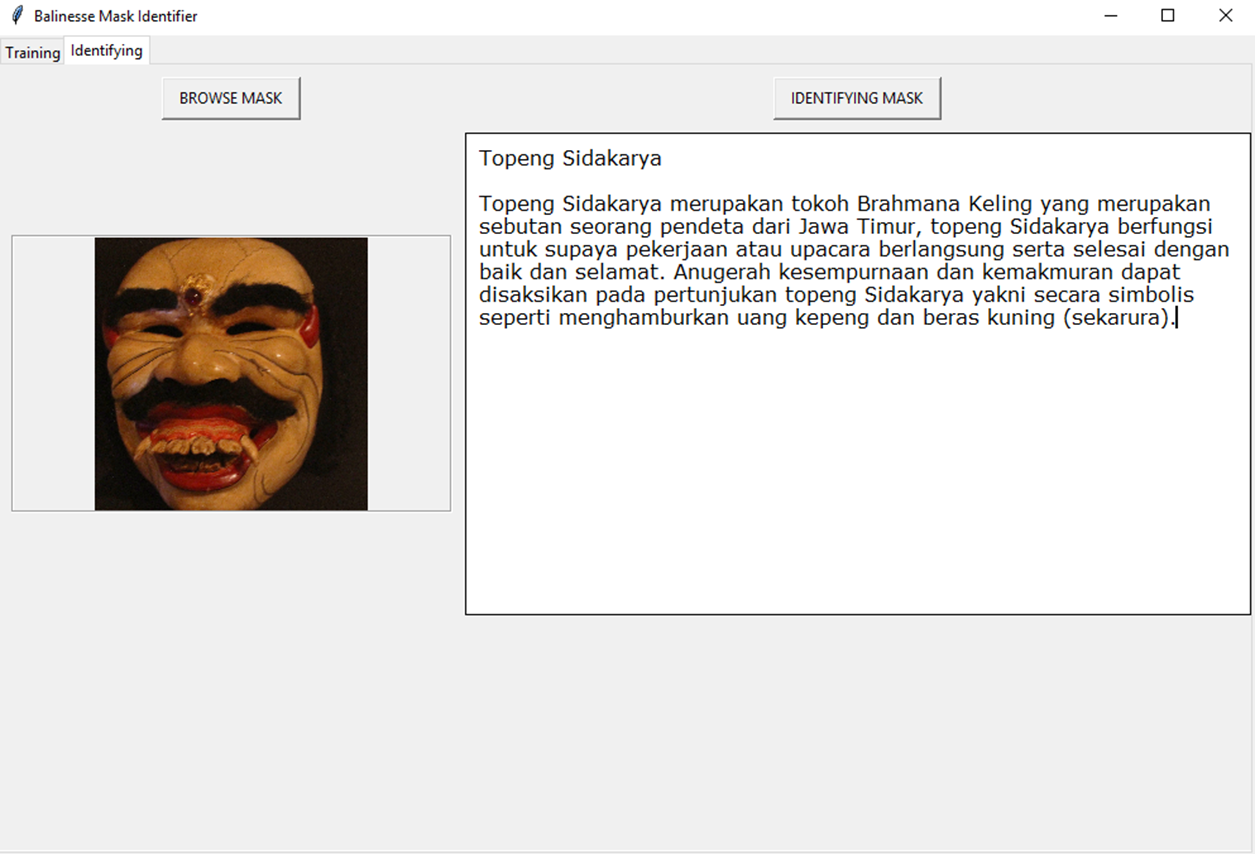 Balinesse Mask Identifier
Training
Identifying
BROWSE MASK
IDENTIFYING MASK
Topeng Sidakarya
Topeng Sidakarya merupakan tokoh Brahmana Keling yang merupakan
sebutan seorang pendeta dari Jawa Timur, topeng Sidakarya berfungsi
untuk supaya pekerjaan atau upacara berlangsung serta selesai dengan
baik dan selamat. Anugerah kesempurnaan dan kemakmuran dapat
disaksikan pada pertunjukan topeng Sidakarya yakni secara simbolis
seperti menghamburkan uang kepeng dan beras kuning (sekarura).